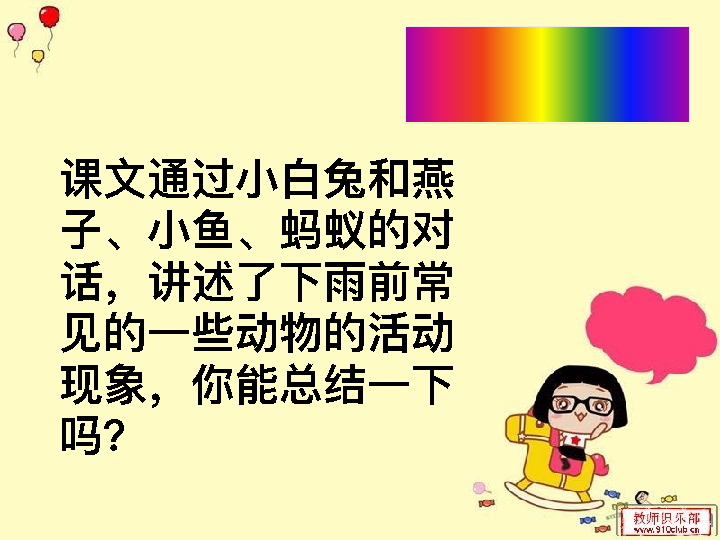 课文通过小白兔和燕
子、小鱼、蚂蚁的对
话，讲述了下雨前常
见的一些动物的活动
现象，你能总结一下
吗？
教师俱乐部
www.910club.cn